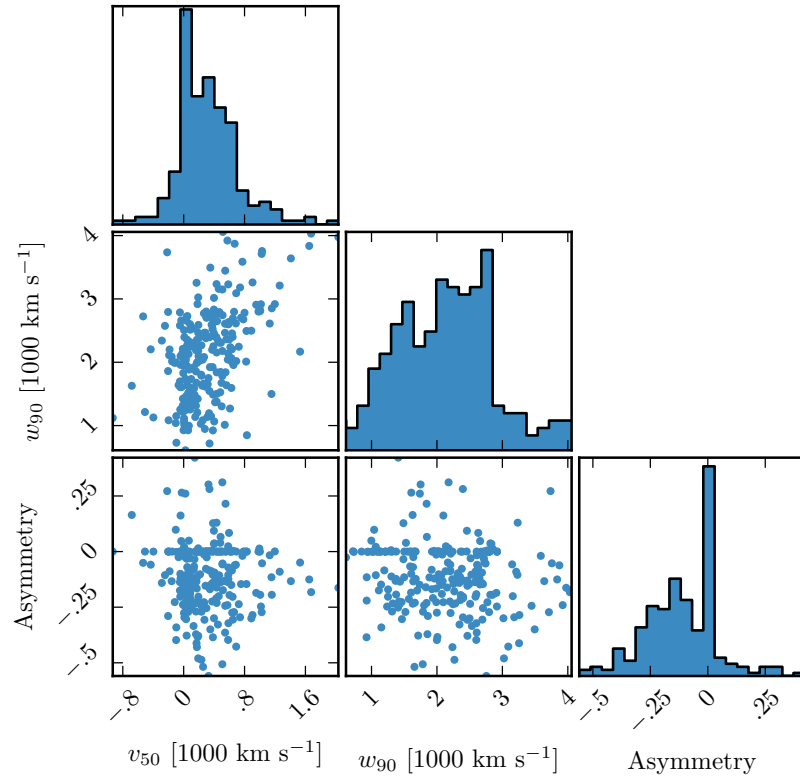 w₉₀ [1000 km s⁻¹]
4
3
2
1
Asymmetry
.25
0
−.25
−.5
−.8 0 .8 1.6
1 2 3 4
−.5 −.25 0 .25
v₅₀ [1000 km s⁻¹]
w₉₀ [1000 km s⁻¹]
Asymmetry